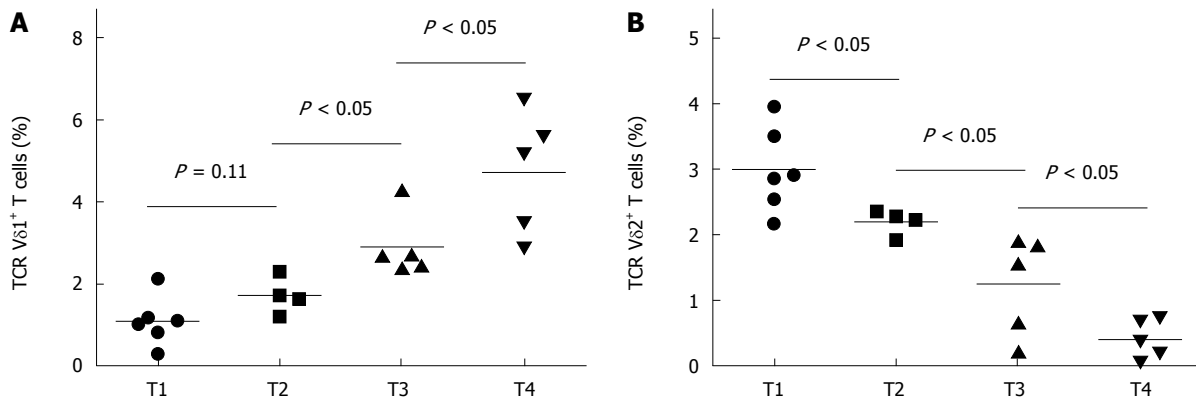 A
TCR Vδ1⁺ T cells (%)
8
6
4
2
0
P = 0.11
P < 0.05
P < 0.05
T1 T2 T3 T4
B
TCR Vδ2⁺ T cells (%)
5
4
3
2
1
0
P < 0.05
P < 0.05
P < 0.05
T1 T2 T3 T4